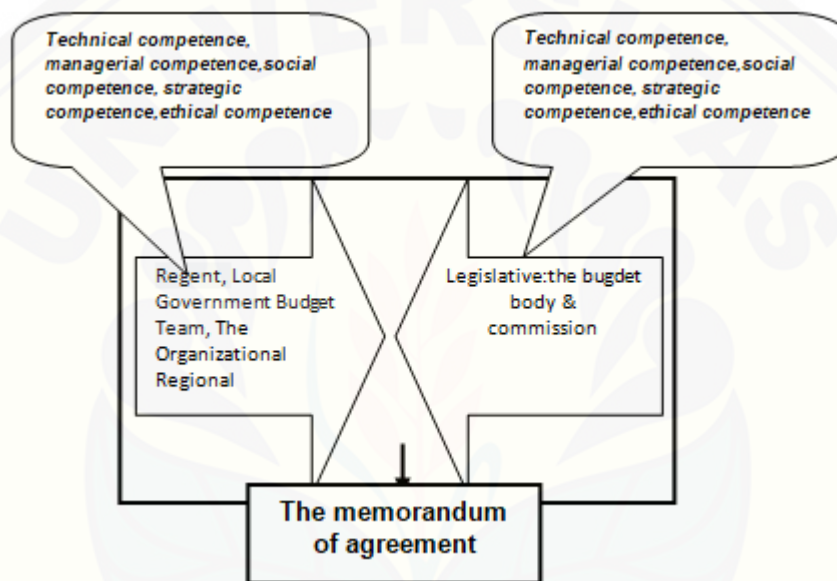 Technical competence,
managerial competence,social
competence, strategic
competence,ethical competence
Technical competence,
managerial competence,social
competence, strategic
competence,ethical competence
Regent, Local
Government Budget
Team, The
Organizational
Regional
Legislative:the bugdet
body &
commission
The memorandum
of agreement
UNIVERSITAS